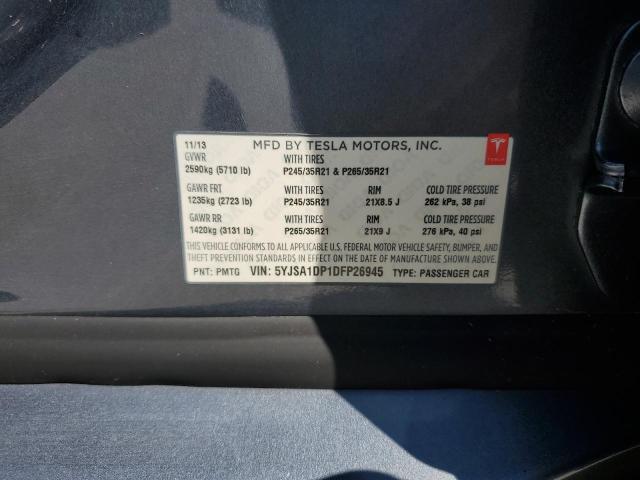 11/13 MFD BY TESLA MOTORS, INC.
GVWR WITH TIRES
2590kg (5710 lb) P245/35R21 & P265/35R21
GAWR FRT WITH TIRES RIM COLD TIRE PRESSURE
1235kg (2723 lb) P245/35R21 21X8.5 J 262 kPa, 38 psi
GAWR RR WITH TIRES RIM COLD TIRE PRESSURE
1420kg (3131 lb) P265/35R21 21X9 J 276 kPa, 40 psi
THIS VEHICLE CONFORMS TO ALL APPLICABLE U.S. FEDERAL MOTOR VEHICLE SAFETY, BUMPER, AND
THEFT PREVENTION STANDARDS IN EFFECT ON THE DATE OF MANUFACTURE SHOWN ABOVE.
PNT: PMTG VIN: 5YJSA1DP1DFP26945 TYPE: PASSENGER CAR
TESLA